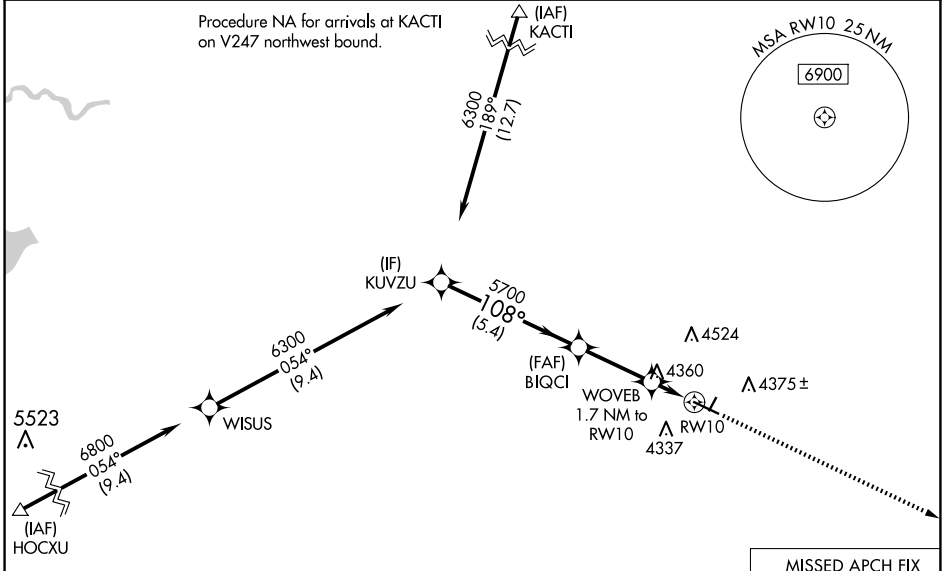 Procedure NA for arrivals at KACTI
on V247 northwest bound.
(IAF)
KACTI
MSA RW10 25 NM
6900
6300
189°
(12.7)
(IF)
KUVZU
5700
108°
(5.4)
(FAF)
BIQCI
4524
4360
4375±
WOVEB
1.7 NM to
RW10
RW10
4337
6300
054°
(9.4)
WISUS
5523
6800
054°
(9.4)
(IAF)
HOCXU
MISSED APCH FIX